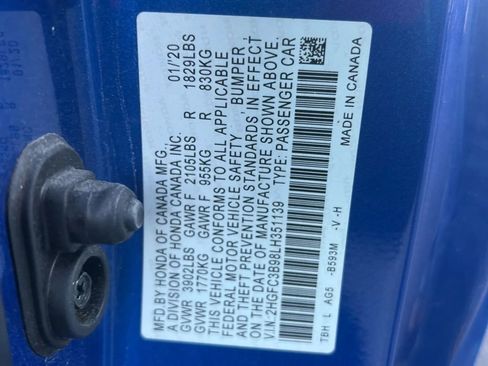 MFD.BY HONDA OF CANADA MFG. 01/20
A DIVISION OF HONDA CANADA INC.
GVWR 3902LBS GAWR F 2105LBS R 1829LBS
GVWR 1770KG GAWR F 955KG R 830KG
THIS VEHICLE CONFORMS TO ALL APPLICABLE
FEDERAL MOTOR VEHICLE SAFETY , BUMPER ,
AND THEFT PREVENTION STANDARDS IN EFFECT
ON THE DATE OF MANUFACTURE SHOWN ABOVE.
V.I.N: 2HGFC3B98LH351139 TYPE: PASSENGER CAR
MADE IN CANADA
TBH L AG5 -B593M -V -H